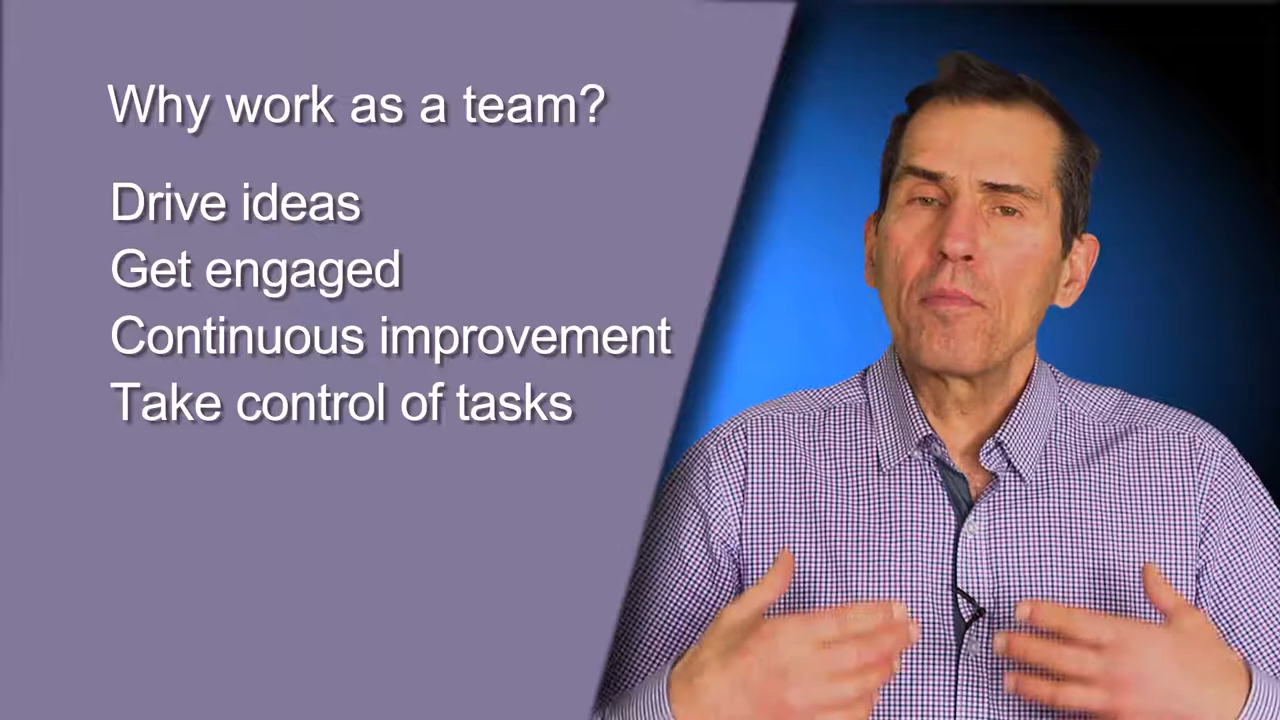 Why work as a team?
Drive ideas
Get engaged
Continuous improvement
Take control of tasks